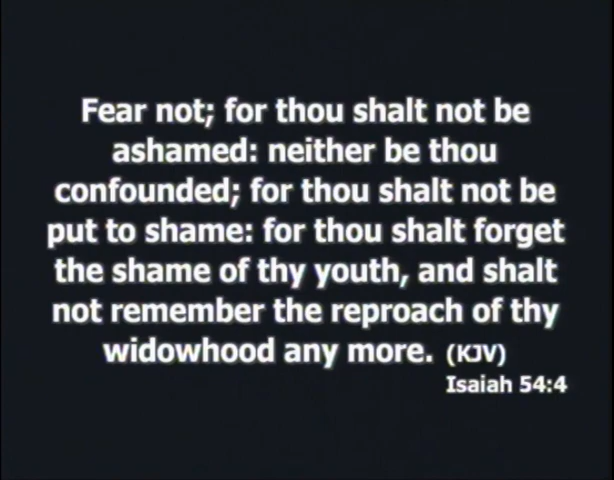 Fear not; for thou shalt not be
ashamed: neither be thou
confounded; for thou shalt not be
put to shame: for thou shalt forget
the shame of thy youth, and shalt
not remember the reproach of thy
widowhood any more. (KJV)
Isaiah 54:4